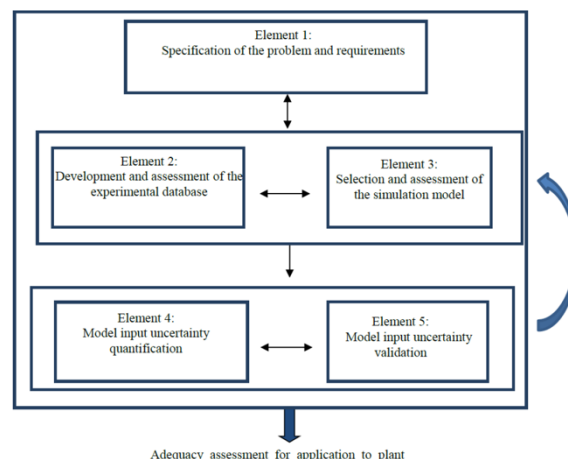 Element 1:
Specification of the problem and requirements
Element 2:
Development and assessment of the
experimental database
Element 3:
Selection and assessment of
the simulation model
Element 4:
Model input uncertainty
quantification
Element 5:
Model input uncertainty
validation
Adequacy assessment for application to plant